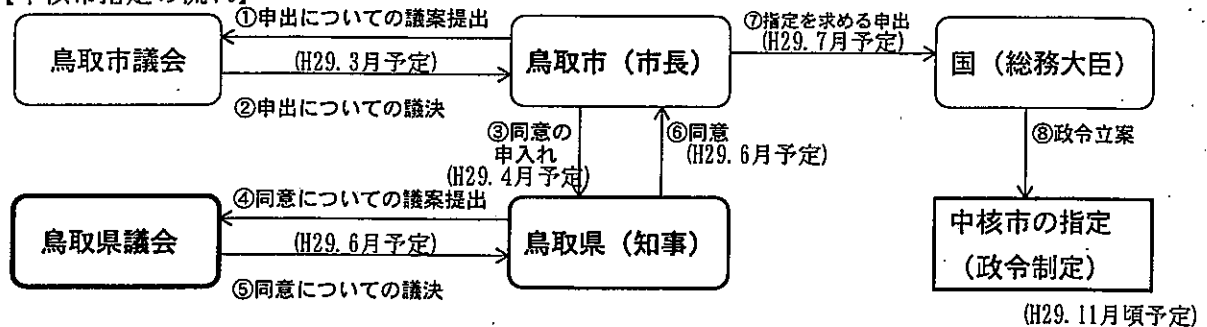 【中核市指定の流れ】
①申出についての議案提出
鳥取市議会
(H29.3月予定)
②申出についての議決
鳥取市（市長）
⑦指定を求める申出
(H29.7月予定)
国（総務大臣）
③同意の
申入れ
(H29.4月予定)
⑥同意
(H29.6月予定)
⑧政令立案
④同意についての議案提出
鳥取県議会
(H29.6月予定)
⑤同意についての議決
鳥取県（知事）
中核市の指定
（政令制定）
(H29.11月頃予定)